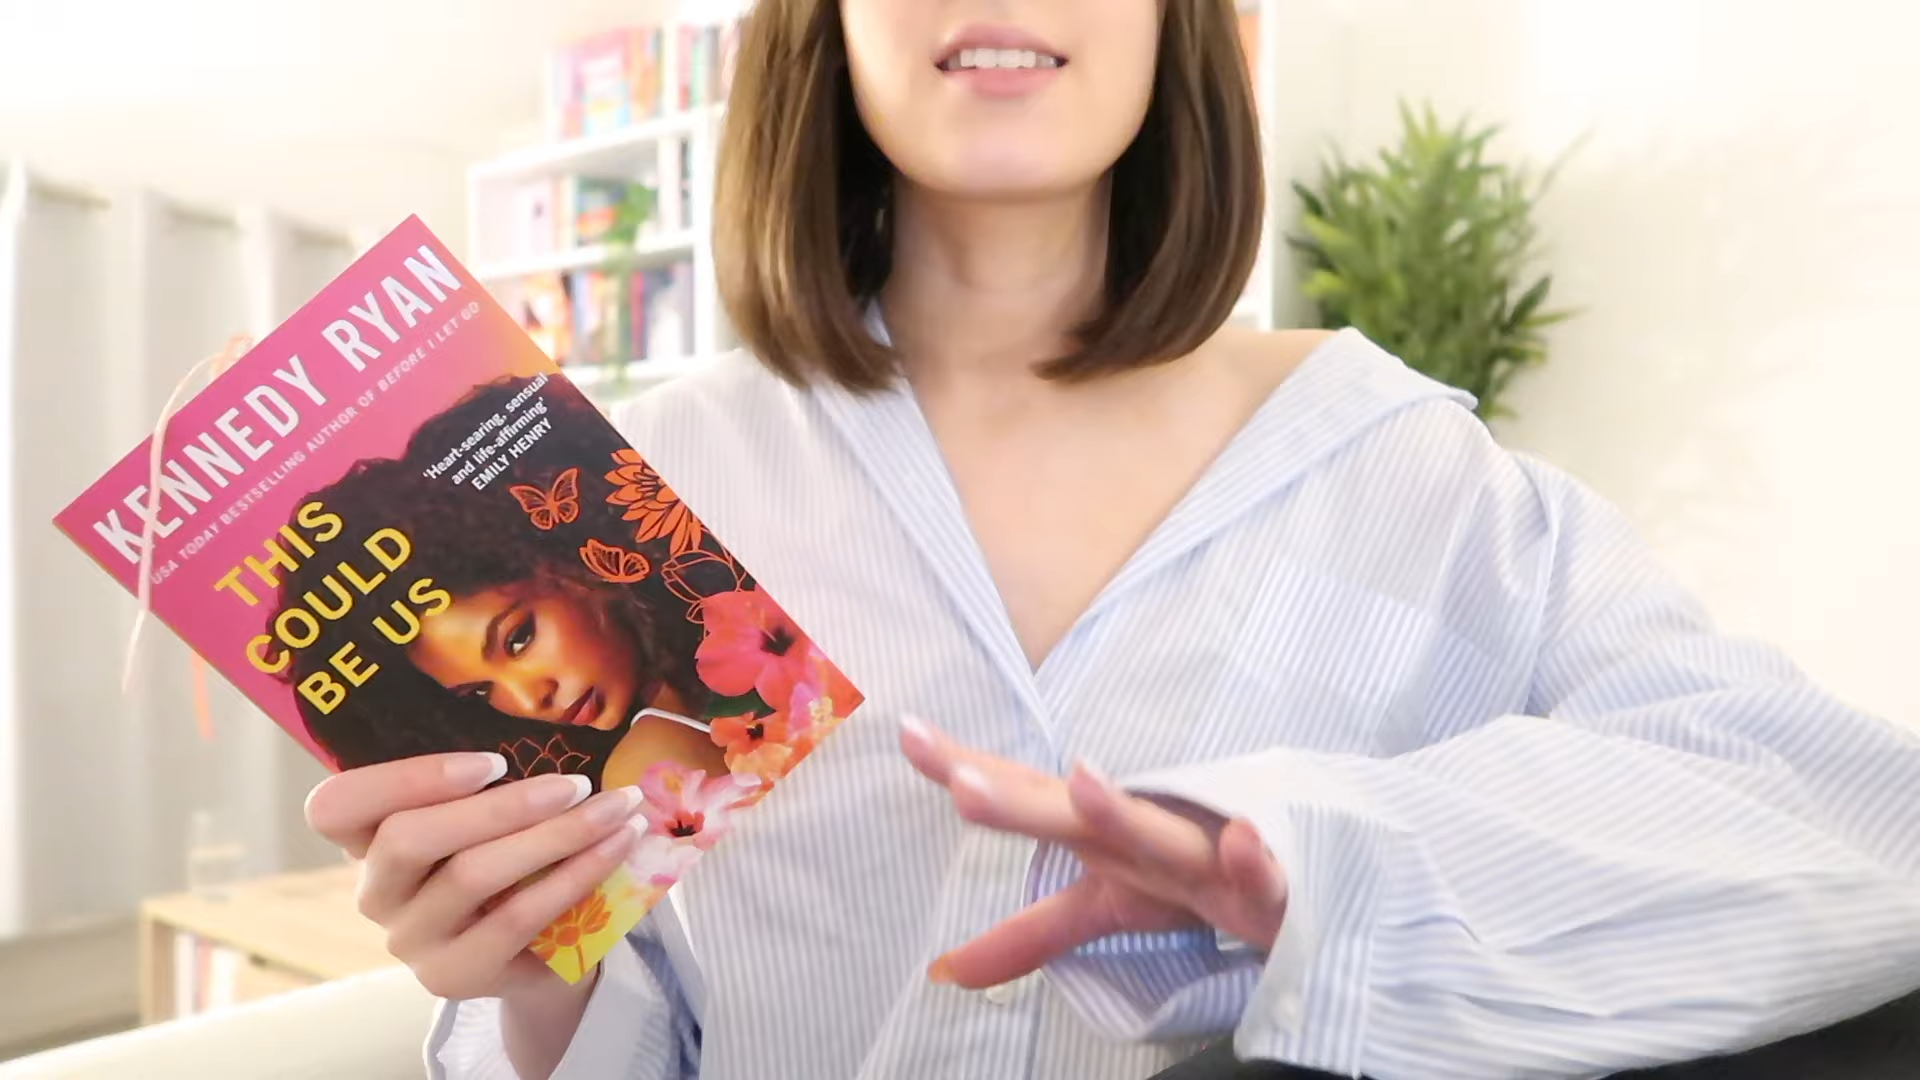 KENNEDY RYAN
USA TODAY BESTSELLING AUTHOR OF BEFORE I LET GO
'Heart-searing, sensual
and life-affirming'
EMILY HENRY
THIS
COULD
BE US